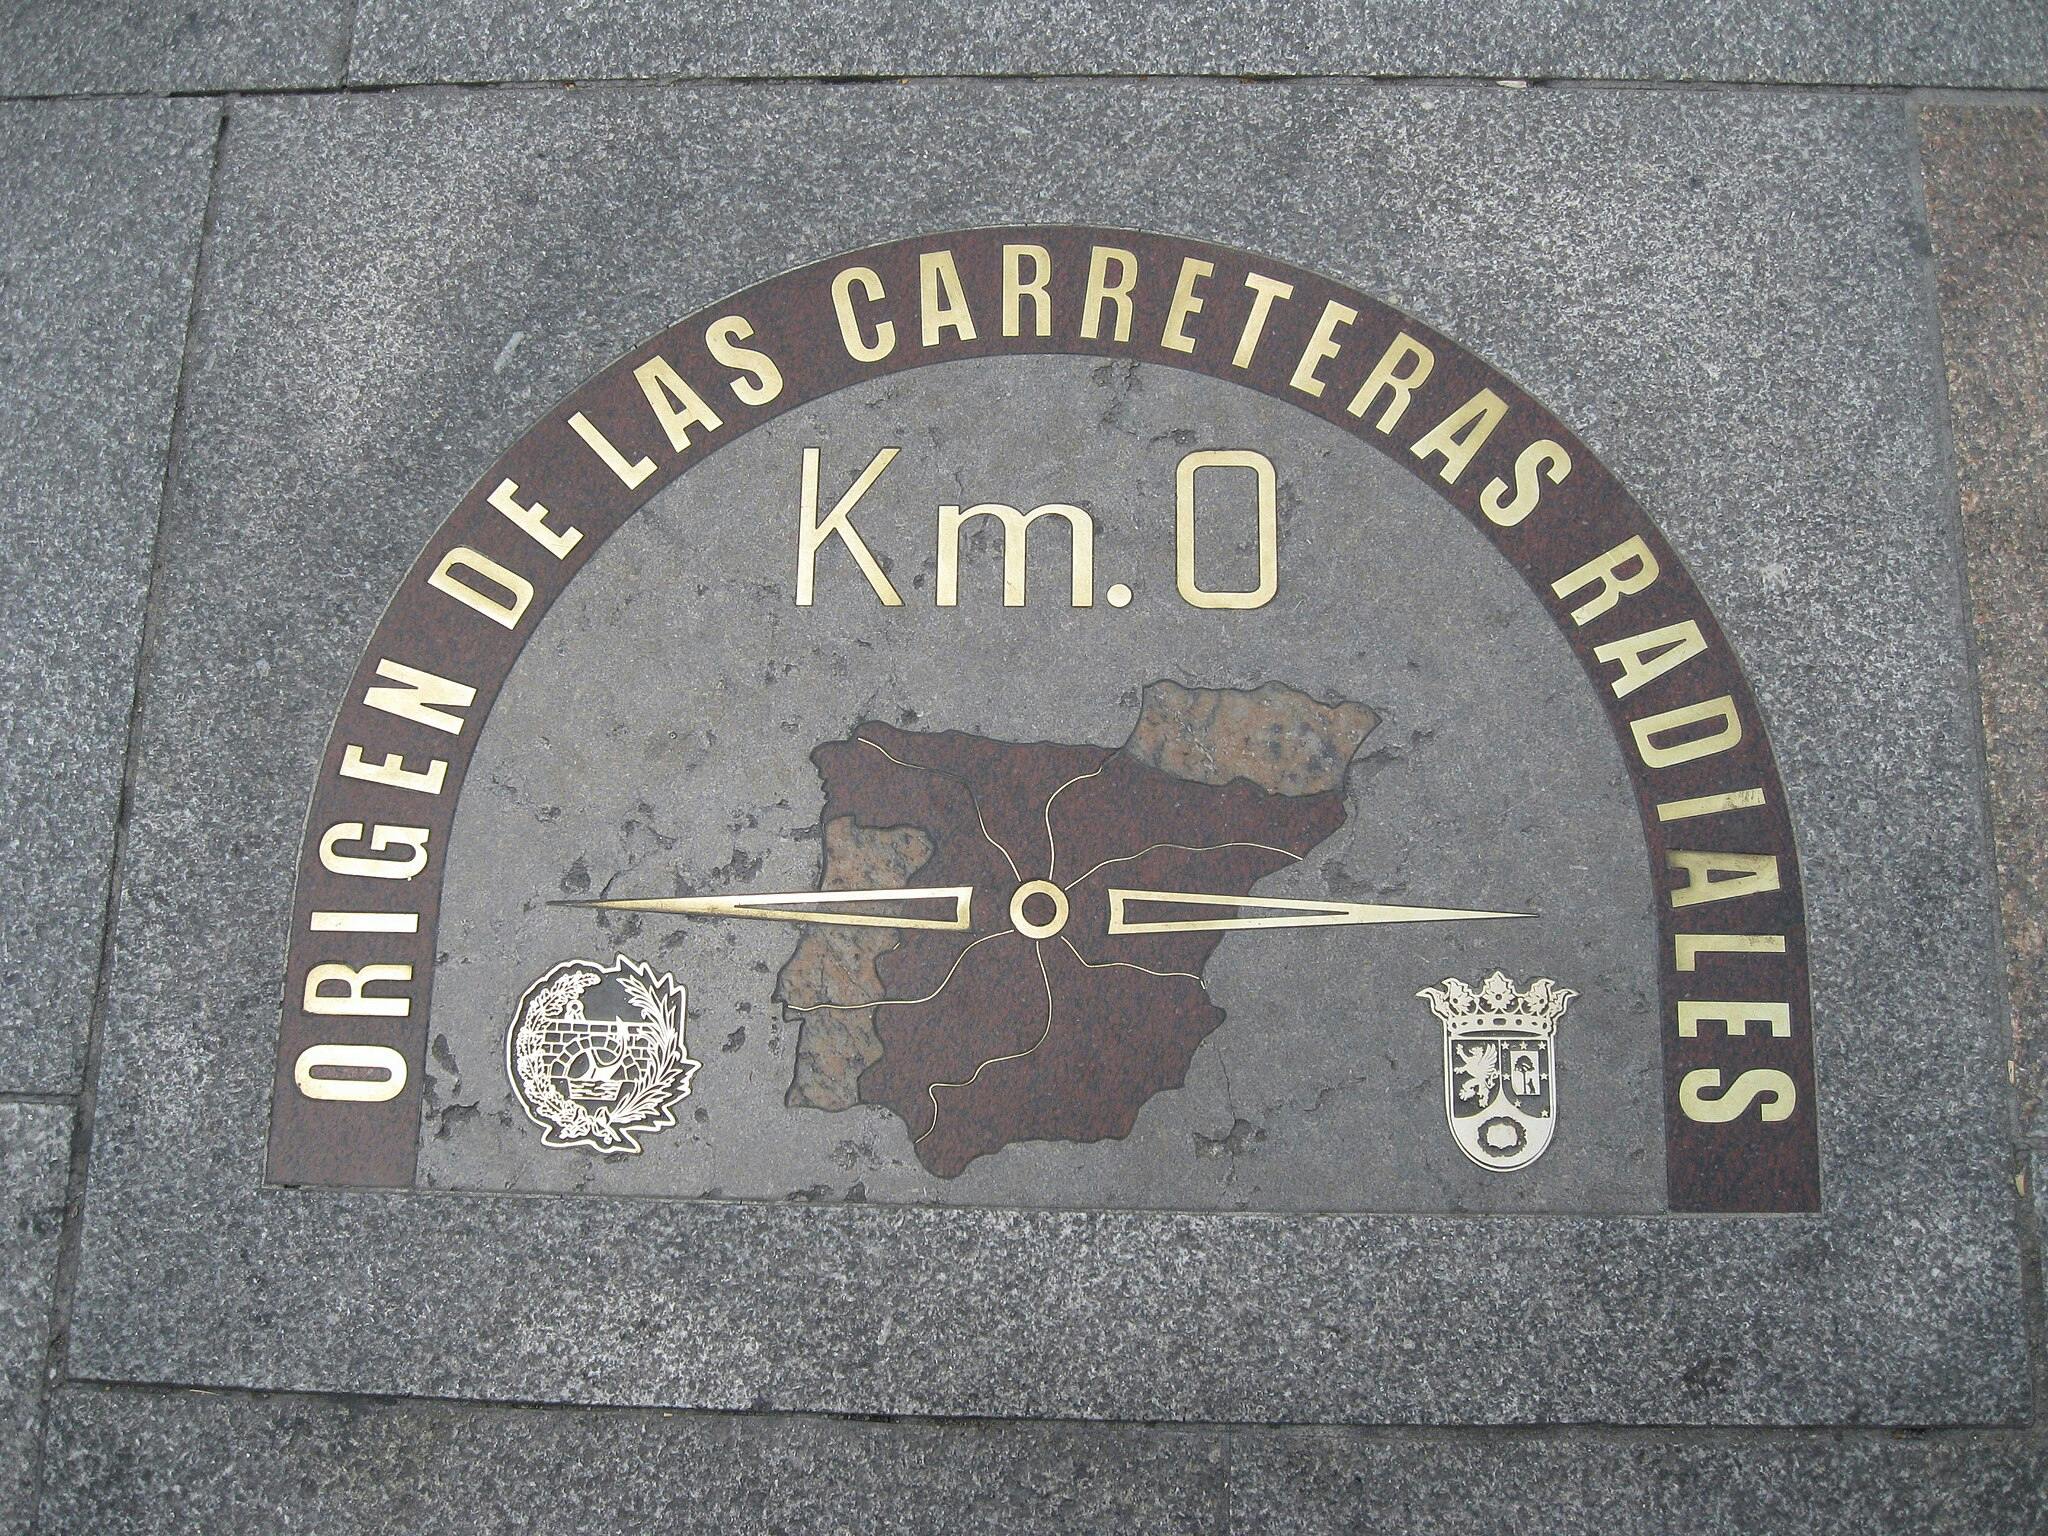 ORIGEN DE LAS CARRETERAS RADIALES
Km. 0